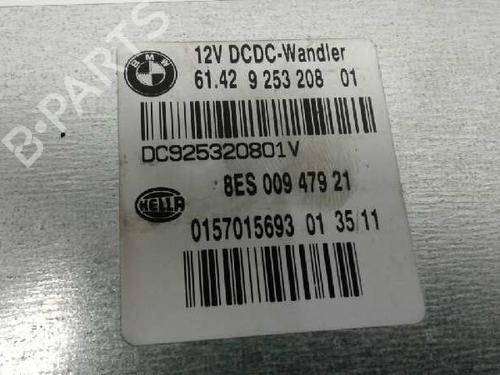 BMW
12V DCDC-Wandler
61.42 9 253 208 01
DC925320801V
8ES 009 479 21
HELLA
0157015693 01 35/11
B-PARTS